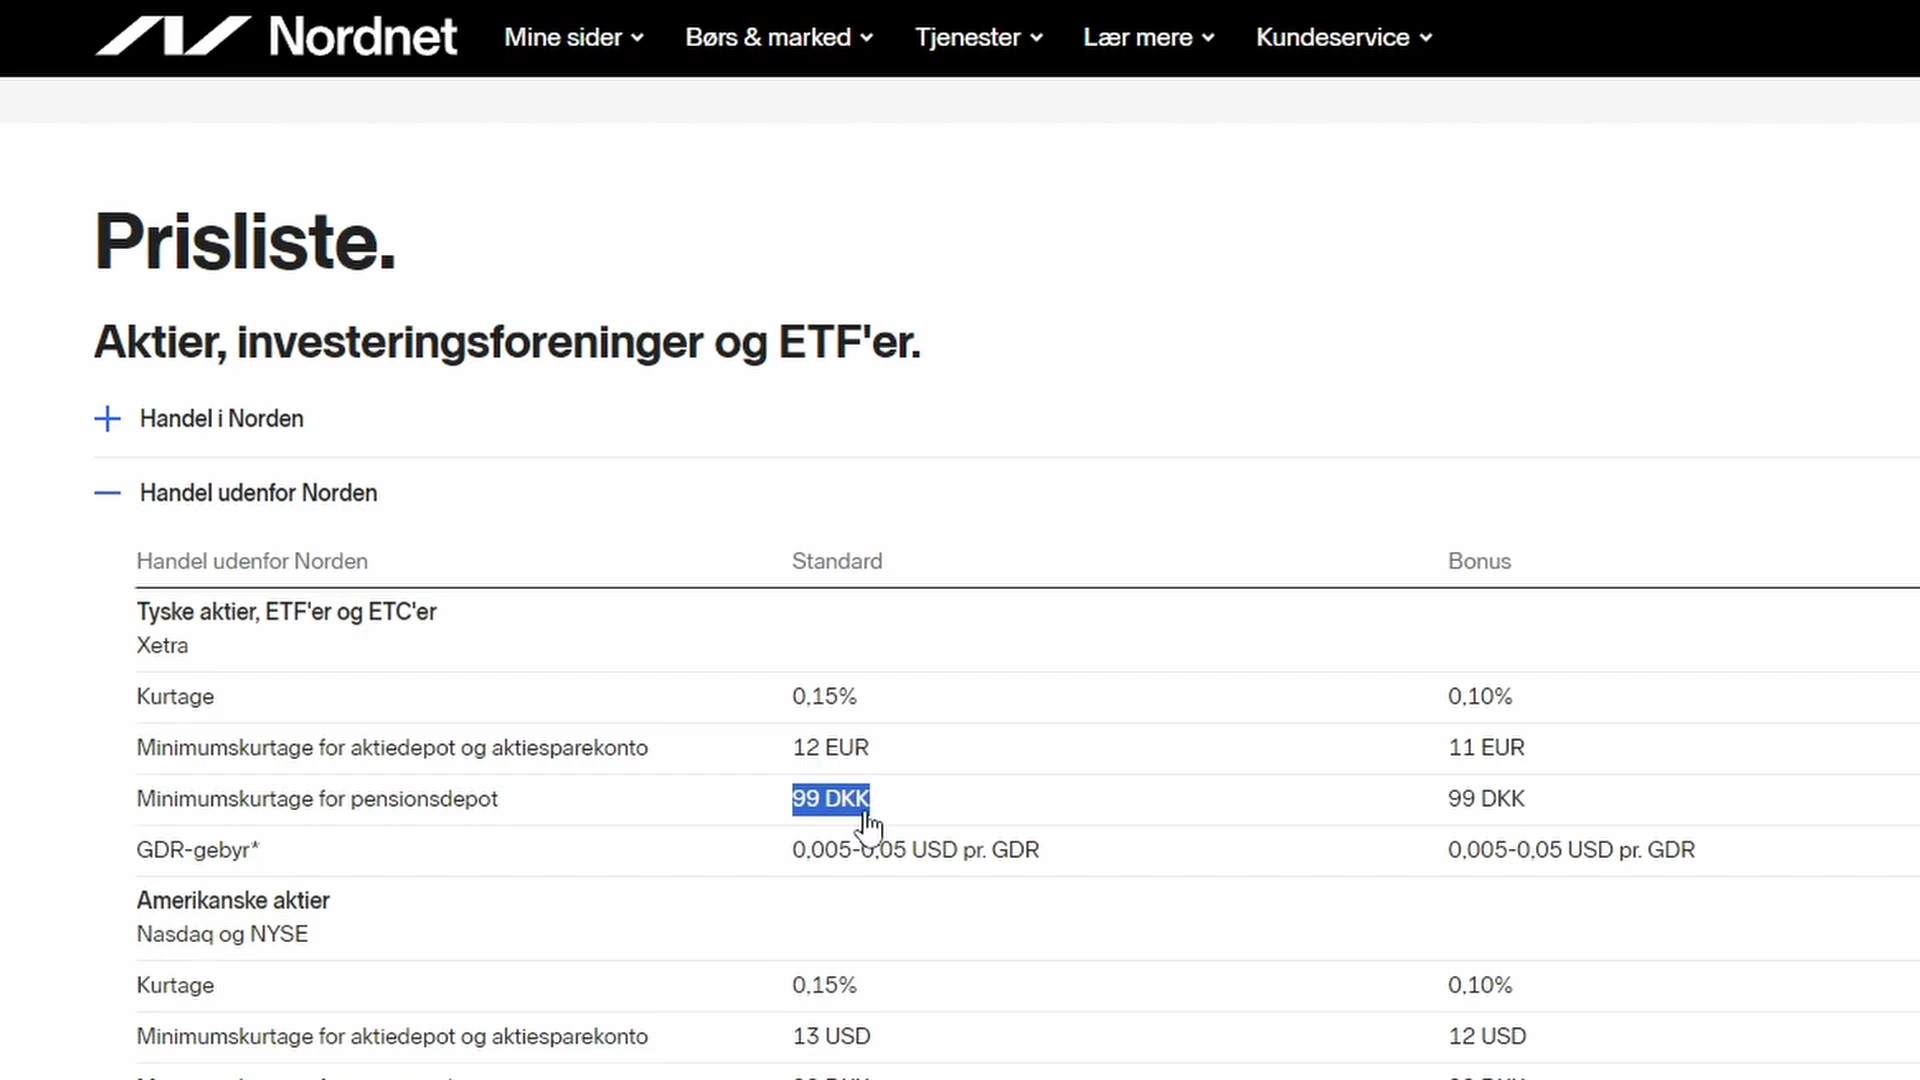 Nordnet Mine sider Børs & marked Tjenester Lær mere Kundeservice
Prisliste.
Aktier, investeringsforeninger og ETF'er.
Handel i Norden
Handel udenfor Norden
Handel udenfor Norden Standard Bonus
Tyske aktier, ETF'er og ETC'er
Xetra
Kurtage 0,15% 0,10%
Minimumskurtage for aktiedepot og aktiesparekonto 12 EUR 11 EUR
Minimumskurtage for pensionsdepot 99 DKK 99 DKK
GDR-gebyr* 0,005-0,05 USD pr. GDR 0,005-0,05 USD pr. GDR
Amerikanske aktier
Nasdaq og NYSE
Kurtage 0,15% 0,10%
Minimumskurtage for aktiedepot og aktiesparekonto 13 USD 12 USD